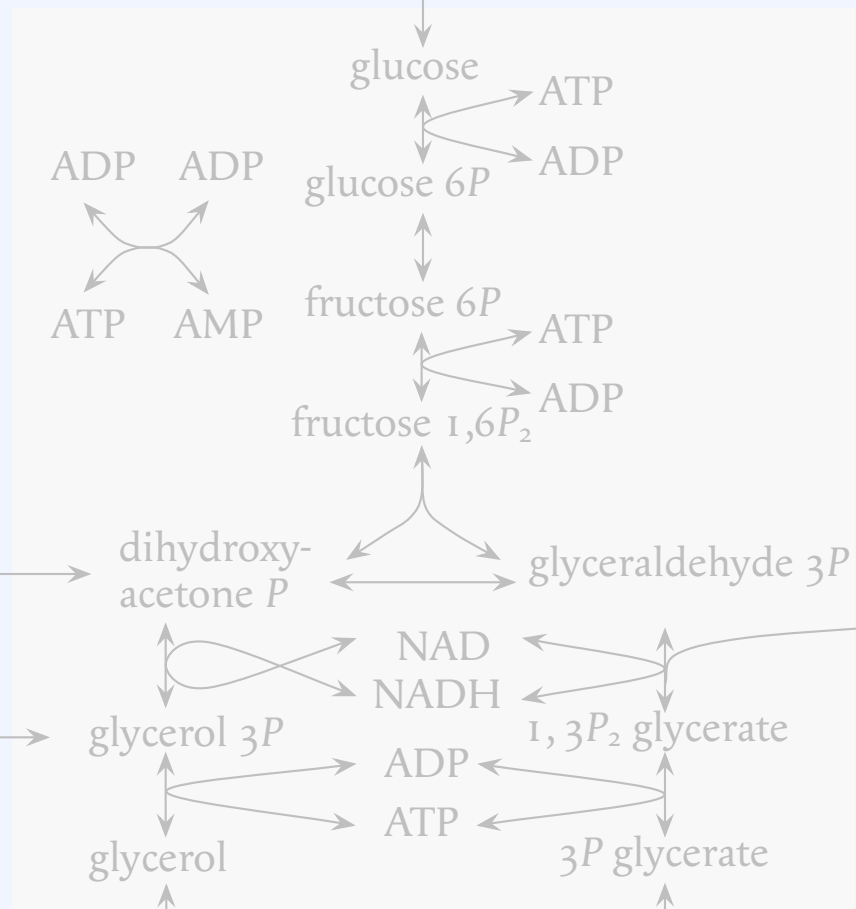 glucose
ATP
ADP
ADP ADP
glucose 6P
fructose 6P
ATP AMP
ATP
ADP
fructose 1,6P₂
dihydroxy-
acetone P
glyceraldehyde 3P
NAD
NADH
glycerol 3P
1, 3P₂ glycerate
ADP
ATP
glycerol
3P glycerate